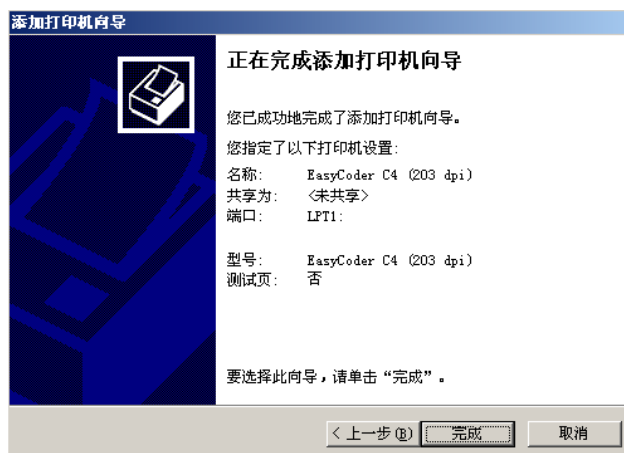 添加打印机向导
正在完成添加打印机向导
您已成功地完成了添加打印机向导。
您指定了以下打印机设置:
名称: EasyCoder C4 (203 dpi)
共享为: <未共享>
端口: LPT1:
型号: EasyCoder C4 (203 dpi)
测试页: 否
要选择此向导，请单击“完成”。
< 上一步(B) 完成 取消